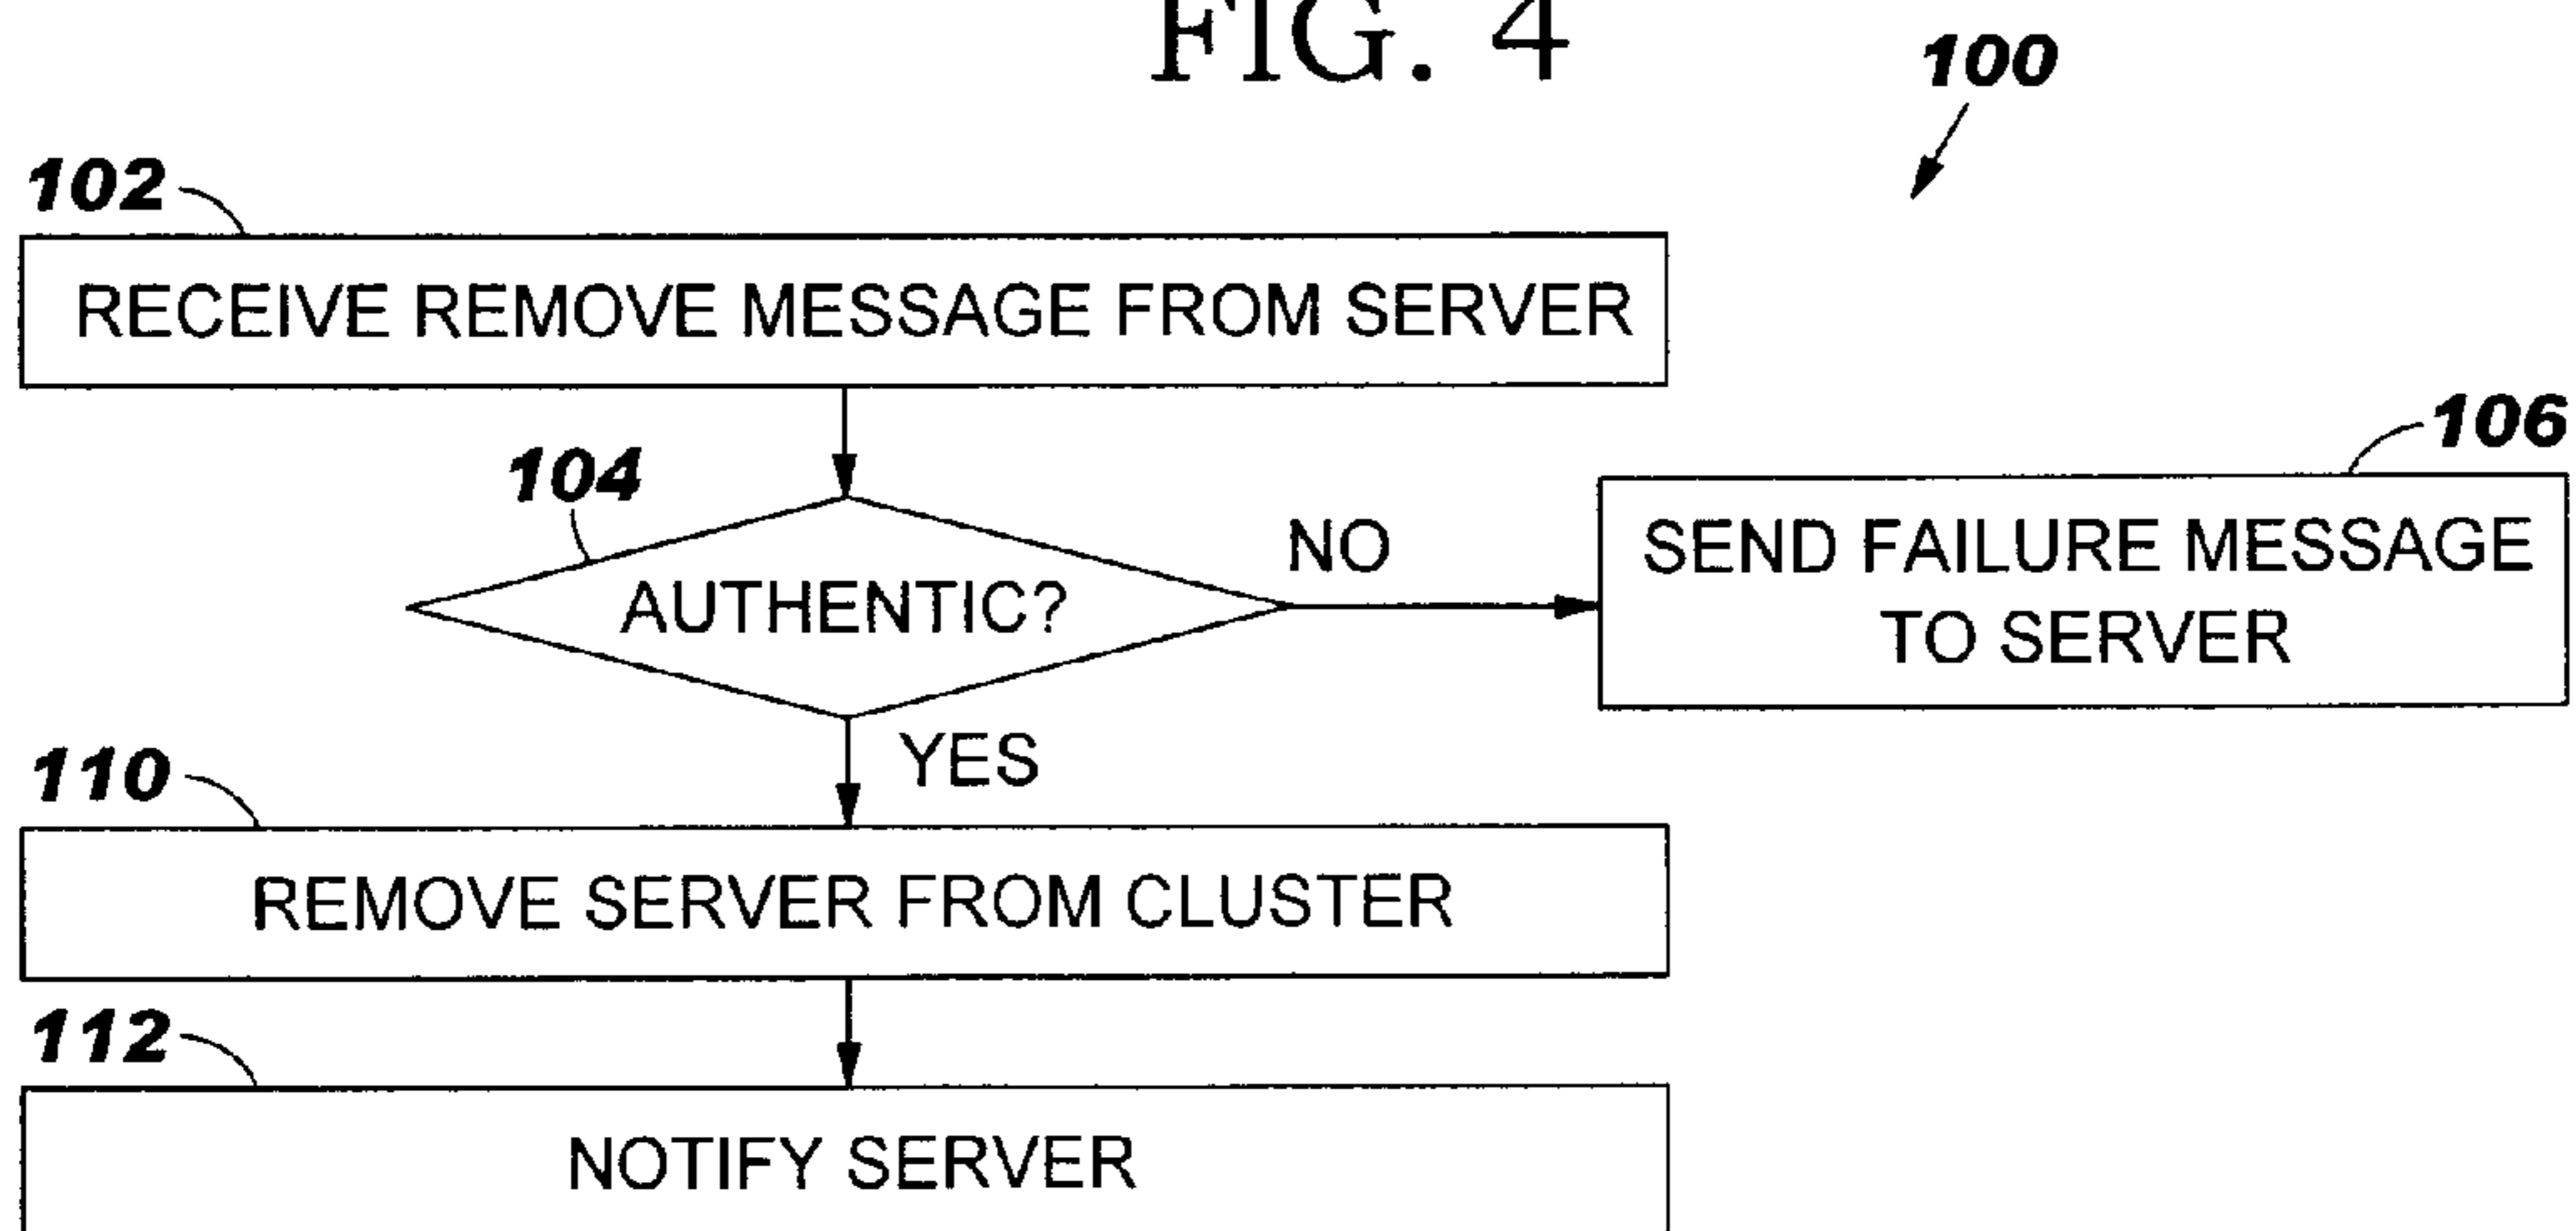 FIG. 4
100
102
RECEIVE REMOVE MESSAGE FROM SERVER
104
AUTHENTIC?
NO
106
SEND FAILURE MESSAGE
TO SERVER
YES
110
REMOVE SERVER FROM CLUSTER
112
NOTIFY SERVER